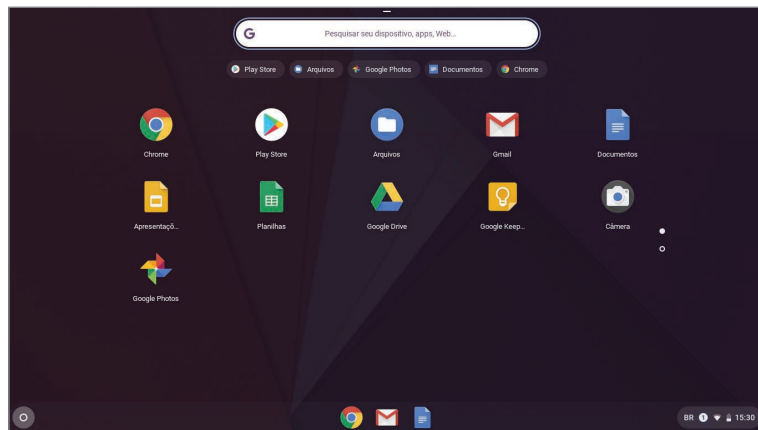 G Pesquisar seu dispositivo, apps, Web...
Play Store Arquivos Google Photos Documentos Chrome
Chrome Play Store Arquivos Gmail Documentos
Apresentaçõ... Planilhas Google Drive Google Keep... Câmera
Google Photos
BR 1 15:30